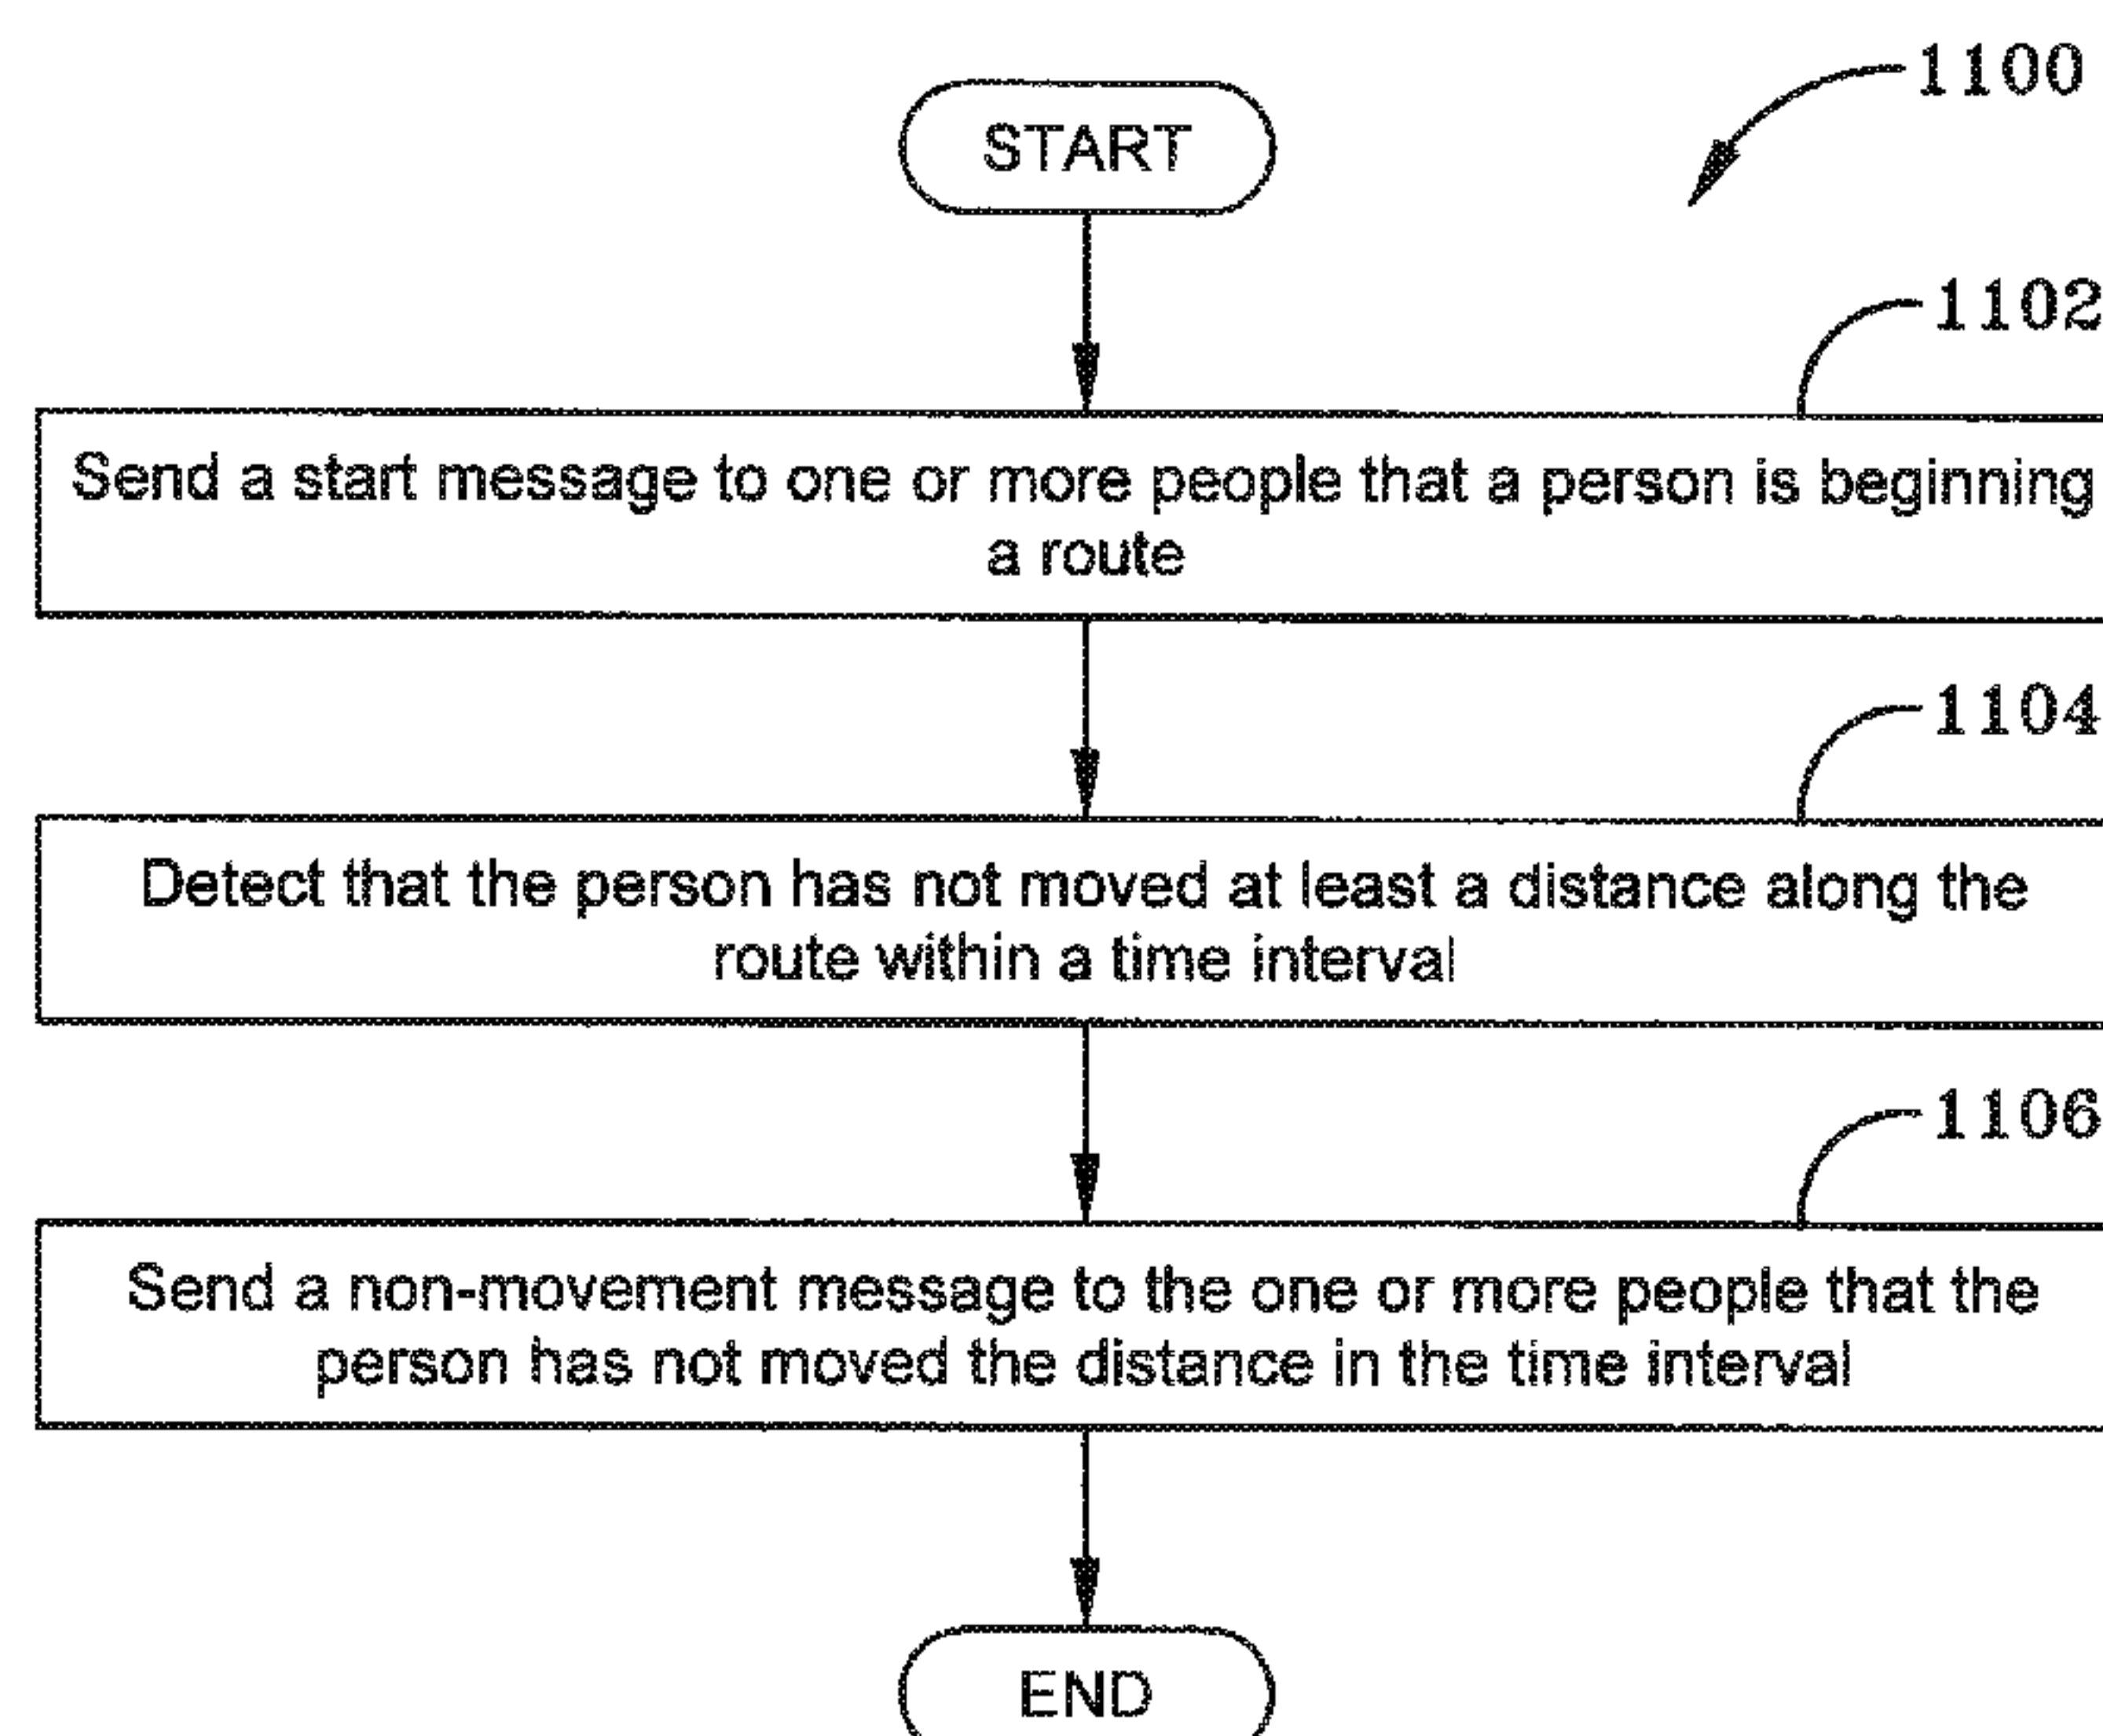 1100
START
1102
Send a start message to one or more people that a person is beginning
a route
1104
Detect that the person has not moved at least a distance along the
route within a time interval
1106
Send a non-movement message to the one or more people that the
person has not moved the distance in the time interval
END